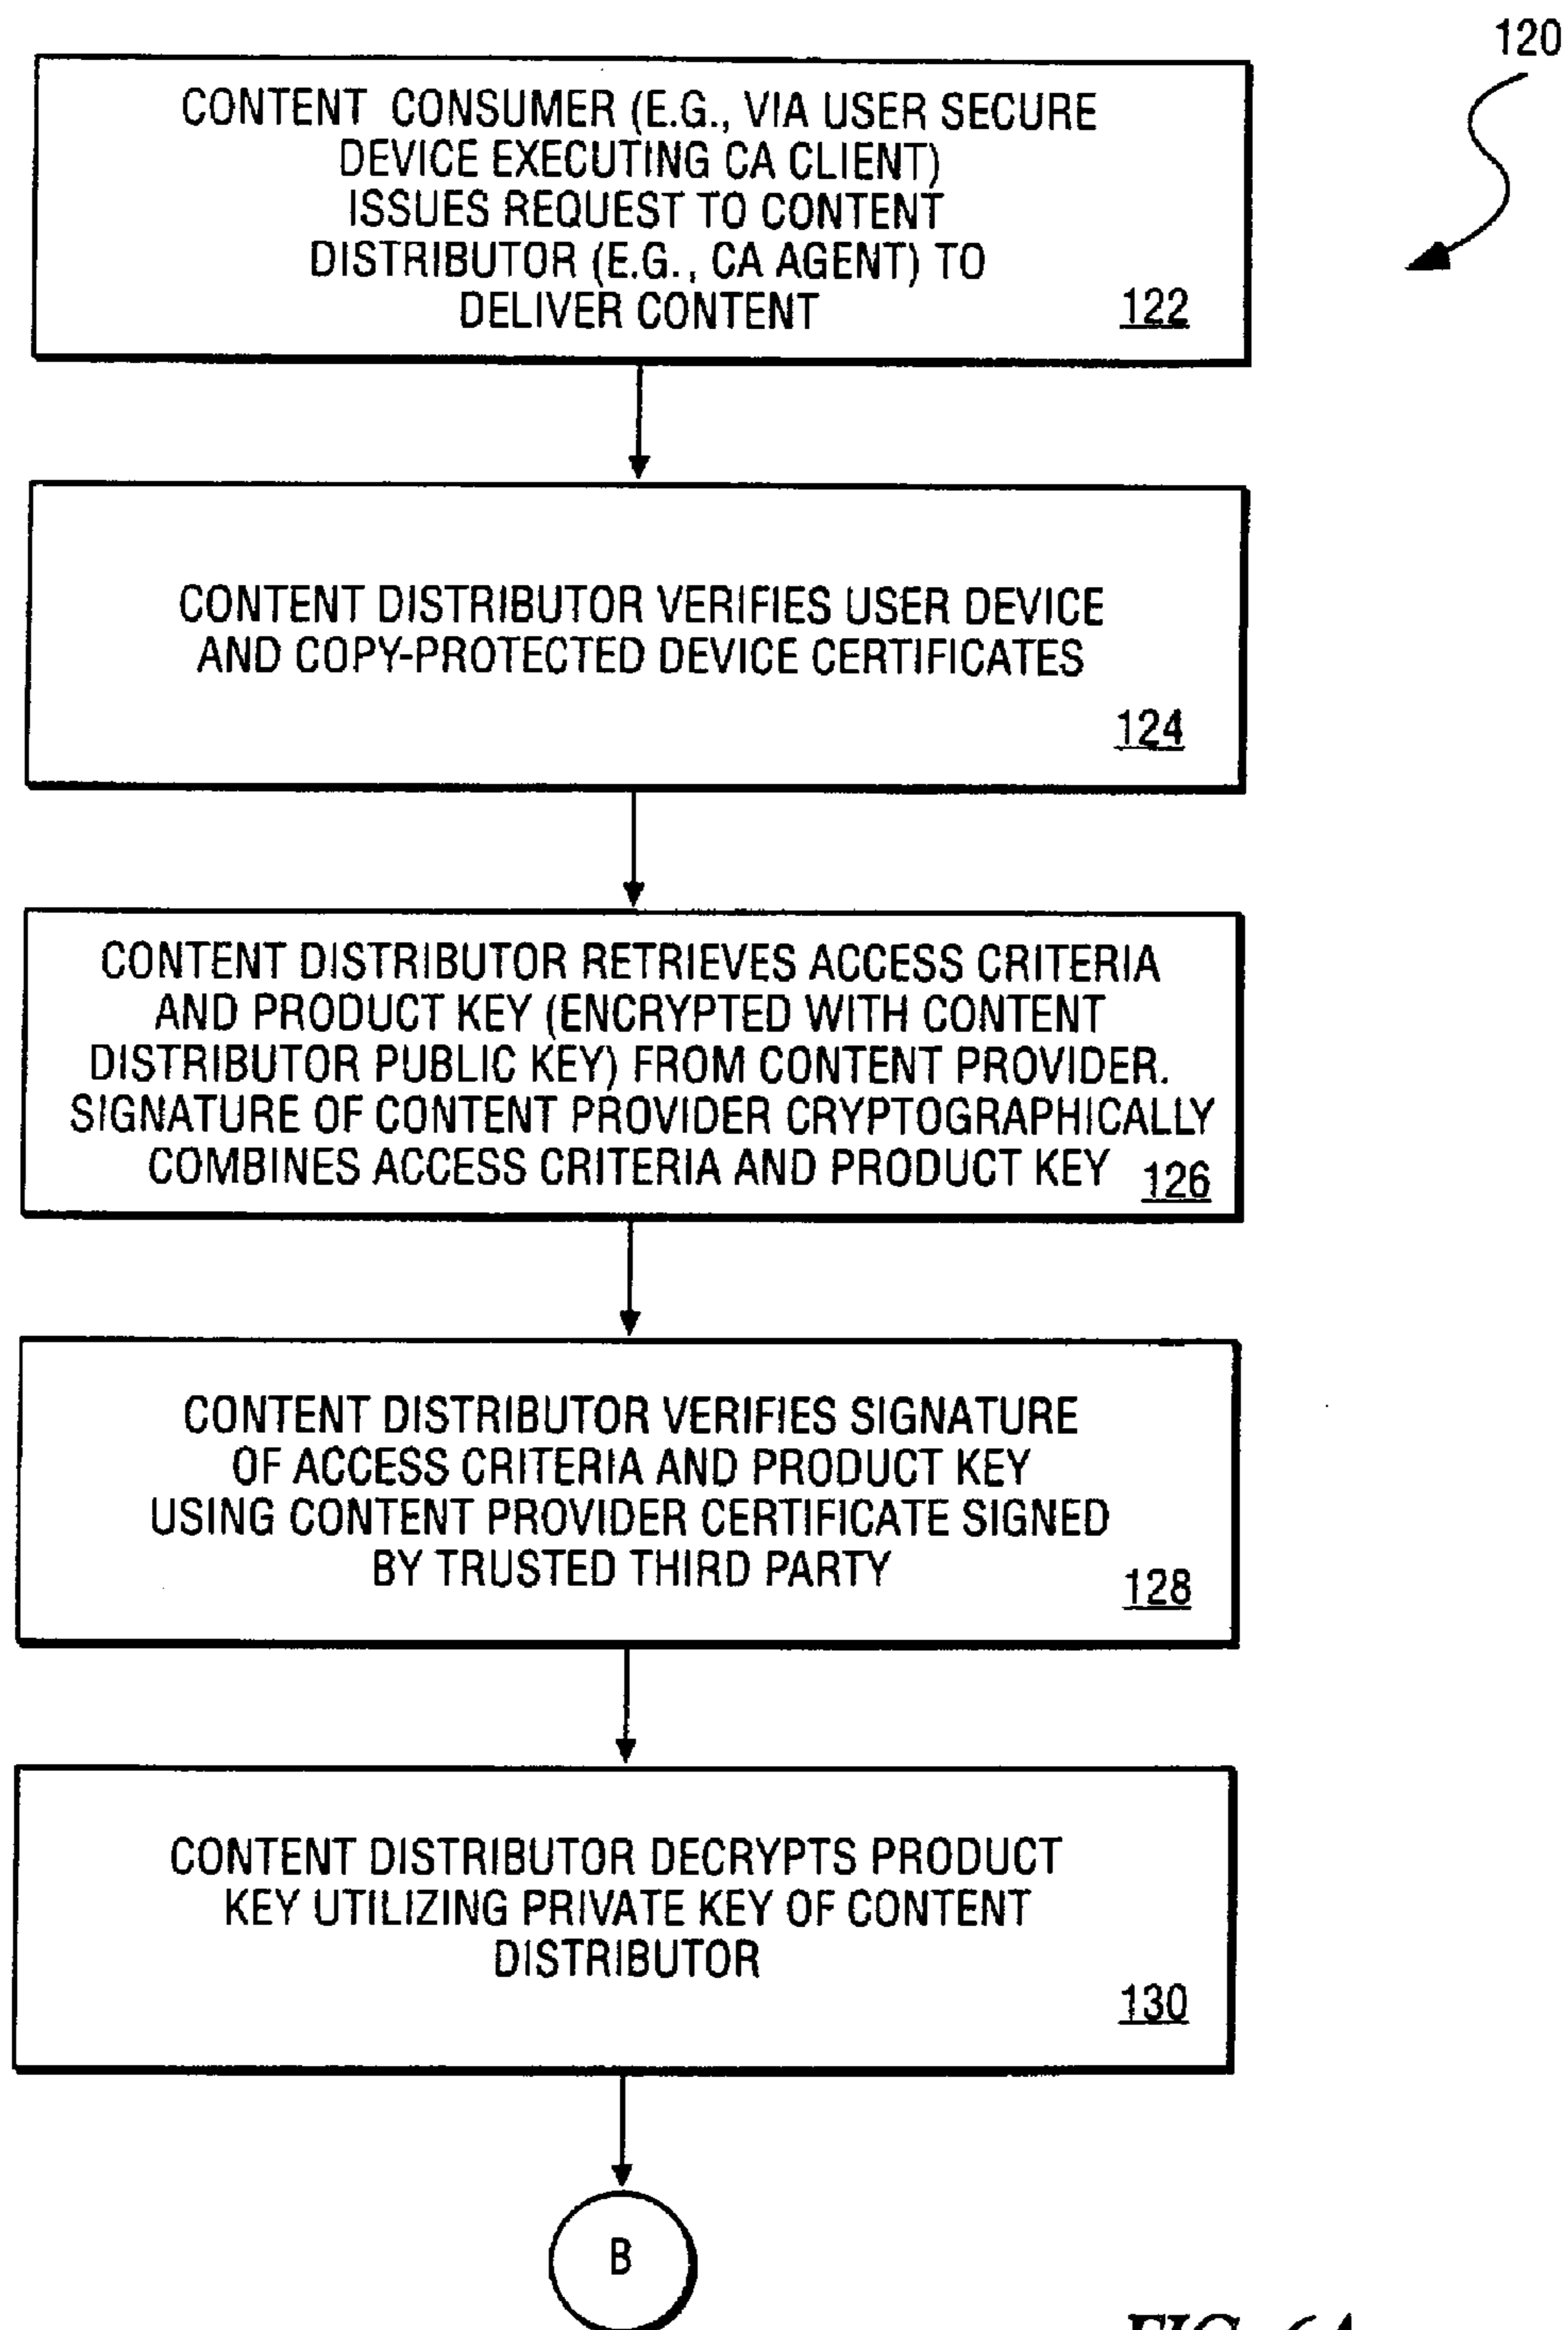 120
CONTENT CONSUMER (E.G., VIA USER SECURE
DEVICE EXECUTING CA CLIENT)
ISSUES REQUEST TO CONTENT
DISTRIBUTOR (E.G., CA AGENT) TO
DELIVER CONTENT
122
CONTENT DISTRIBUTOR VERIFIES USER DEVICE
AND COPY-PROTECTED DEVICE CERTIFICATES
124
CONTENT DISTRIBUTOR RETRIEVES ACCESS CRITERIA
AND PRODUCT KEY (ENCRYPTED WITH CONTENT
DISTRIBUTOR PUBLIC KEY) FROM CONTENT PROVIDER.
SIGNATURE OF CONTENT PROVIDER CRYPTOGRAPHICALLY
COMBINES ACCESS CRITERIA AND PRODUCT KEY
126
CONTENT DISTRIBUTOR VERIFIES SIGNATURE
OF ACCESS CRITERIA AND PRODUCT KEY
USING CONTENT PROVIDER CERTIFICATE SIGNED
BY TRUSTED THIRD PARTY
128
CONTENT DISTRIBUTOR DECRYPTS PRODUCT
KEY UTILIZING PRIVATE KEY OF CONTENT
DISTRIBUTOR
130
B